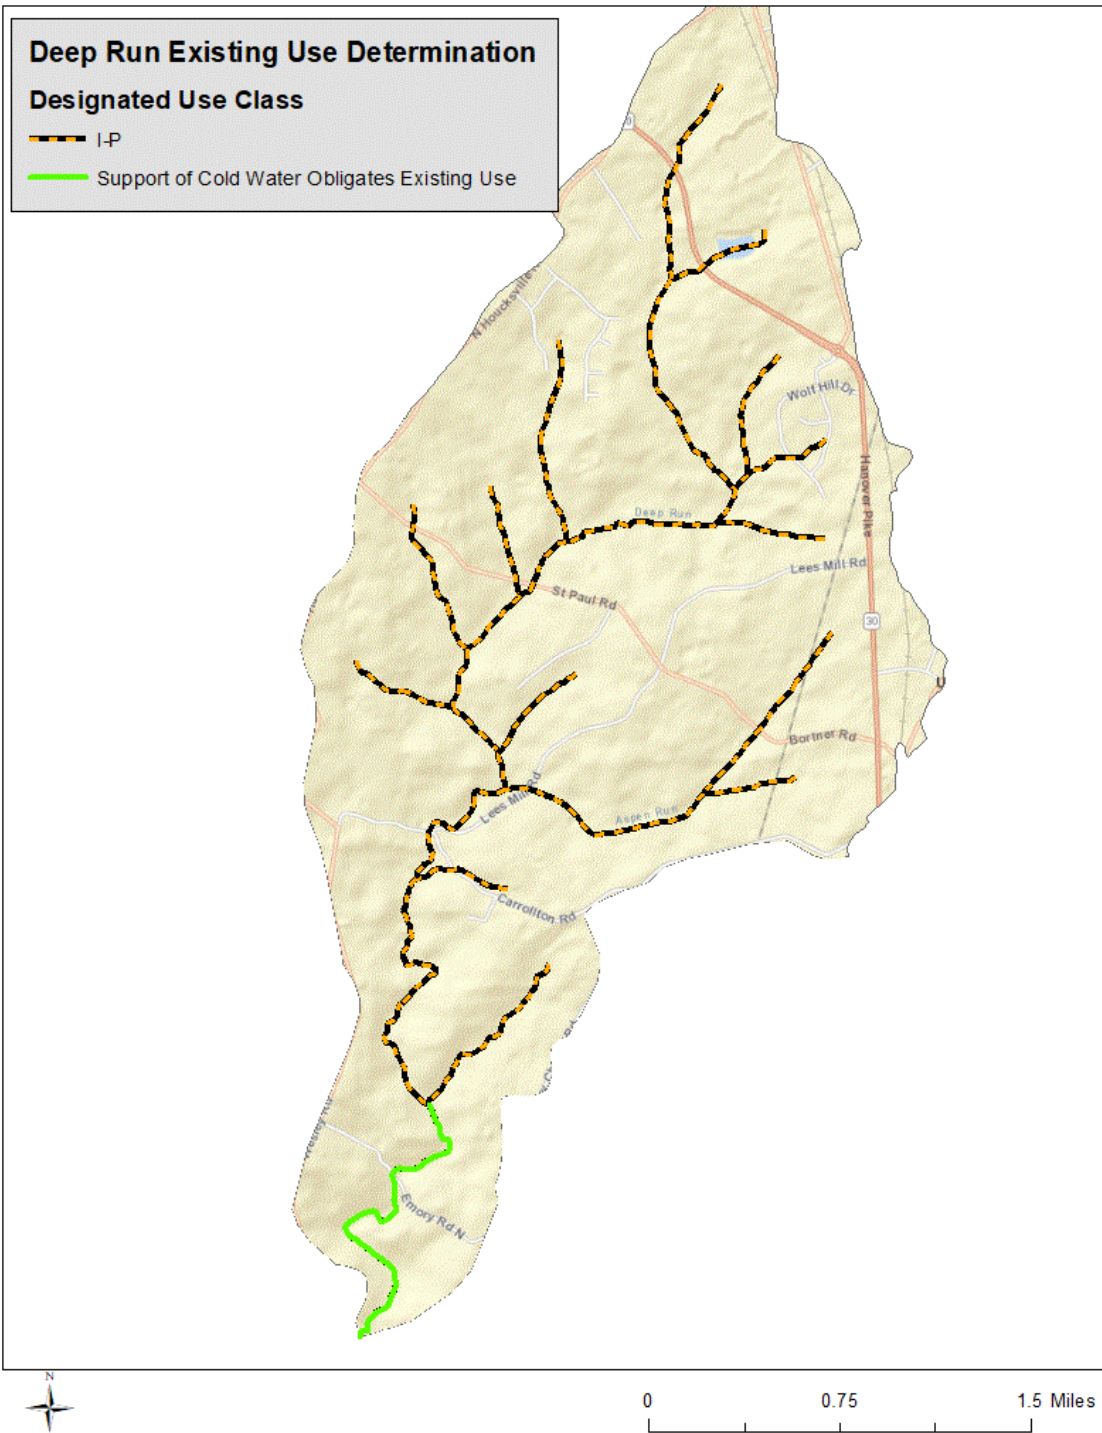 Deep Run Existing Use Determination
Designated Use Class
I-P
Support of Cold Water Obligates Existing Use
N Houcksville
Wolf Hill Dr
Hanover Pike
Deep Run
Lees Mill Rd
St Paul Rd
30
U
Bortner Rd
Lees Mill Rd
Aspen Run
Carrollton Rd
Wesley Rd
Emory Rd N
N
0 0.75 1.5 Miles